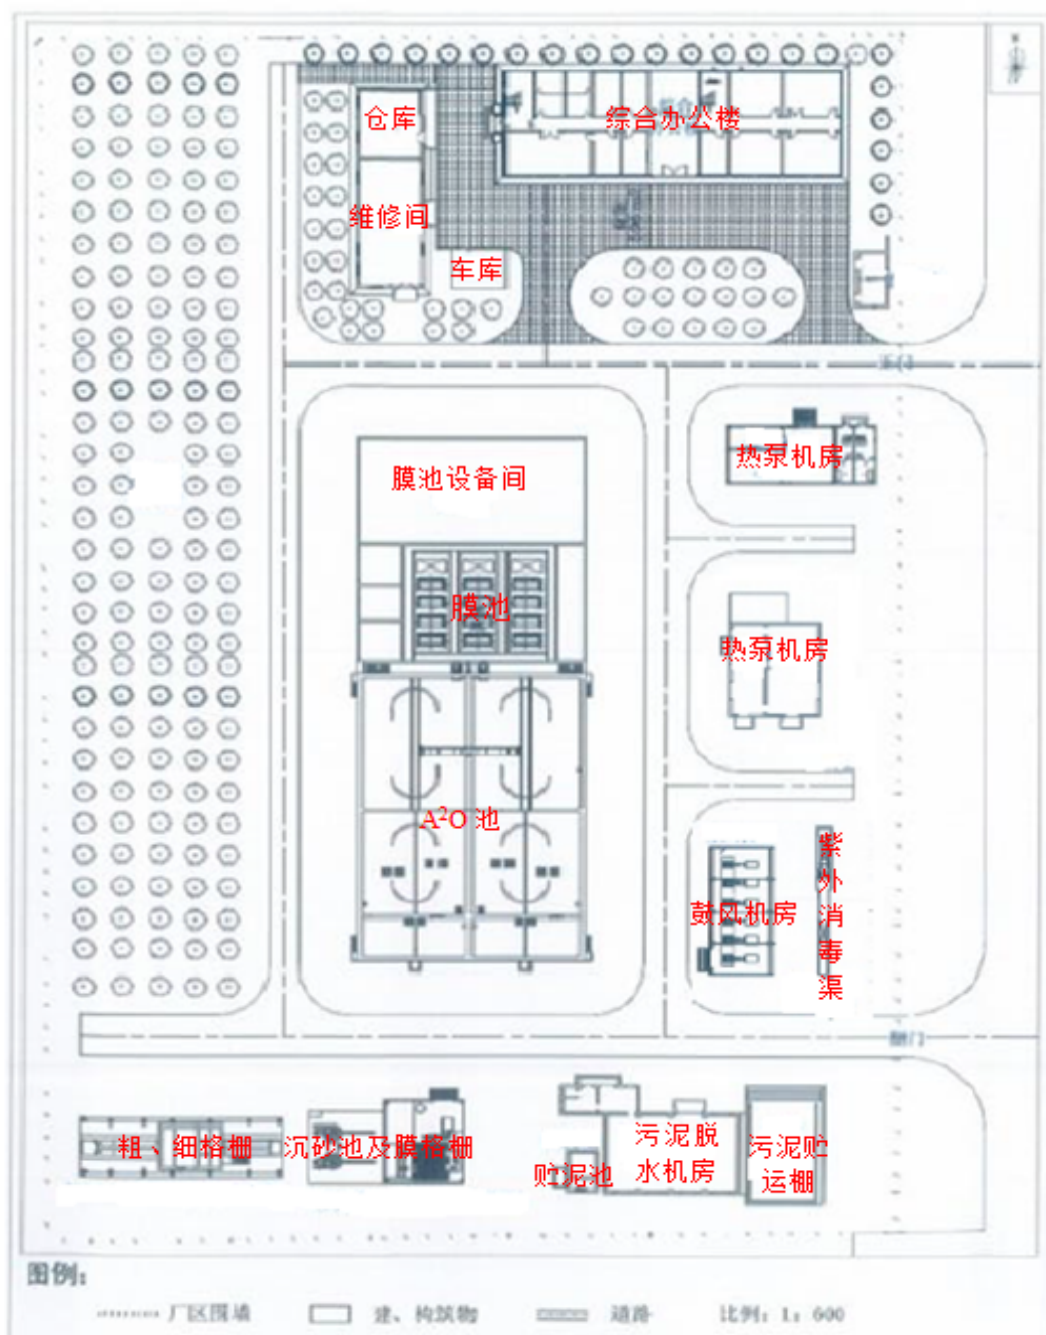 仓库
综合办公楼
维修间
车库
膜池设备间
热泵机房
膜池
热泵机房
A²O 池
鼓风机房
紫外消毒渠
侧门
粗、细格栅
沉砂池及膜格栅
贮泥池
污泥脱
水机房
污泥贮
运棚
图例：
厂区围墙
建、构筑物
道路
比例：1：600